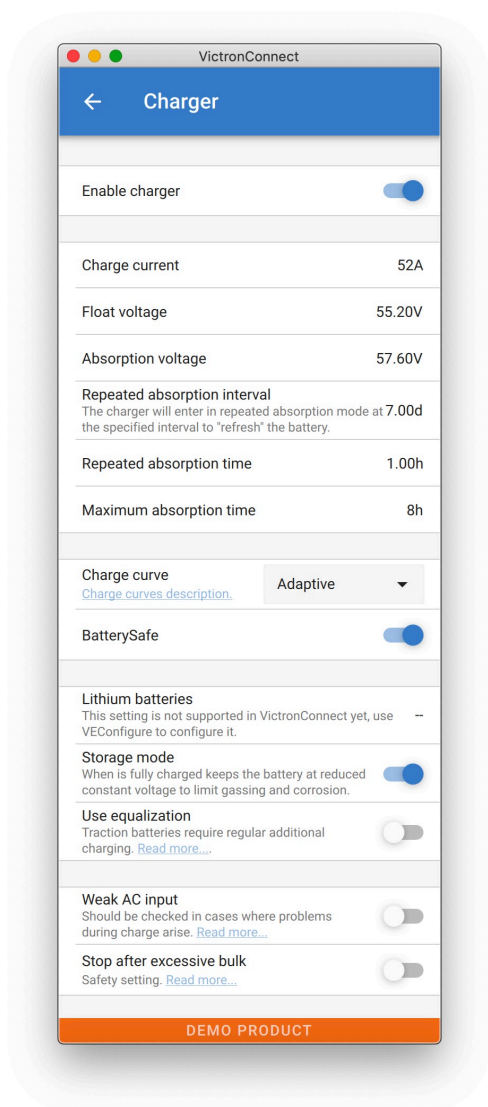 VictronConnect
Charger
Enable charger
Charge current 52A
Float voltage 55.20V
Absorption voltage 57.60V
Repeated absorption interval
The charger will enter in repeated absorption mode at 7.00d
the specified interval to "refresh" the battery.
Repeated absorption time 1.00h
Maximum absorption time 8h
Charge curve Adaptive
Charge curves description.
BatterySafe
Lithium batteries
This setting is not supported in VictronConnect yet, use --
VEConfigure to configure it.
Storage mode
When is fully charged keeps the battery at reduced
constant voltage to limit gassing and corrosion.
Use equalization
Traction batteries require regular additional
charging. Read more....
Weak AC input
Should be checked in cases where problems
during charge arise. Read more...
Stop after excessive bulk
Safety setting. Read more...
DEMO PRODUCT